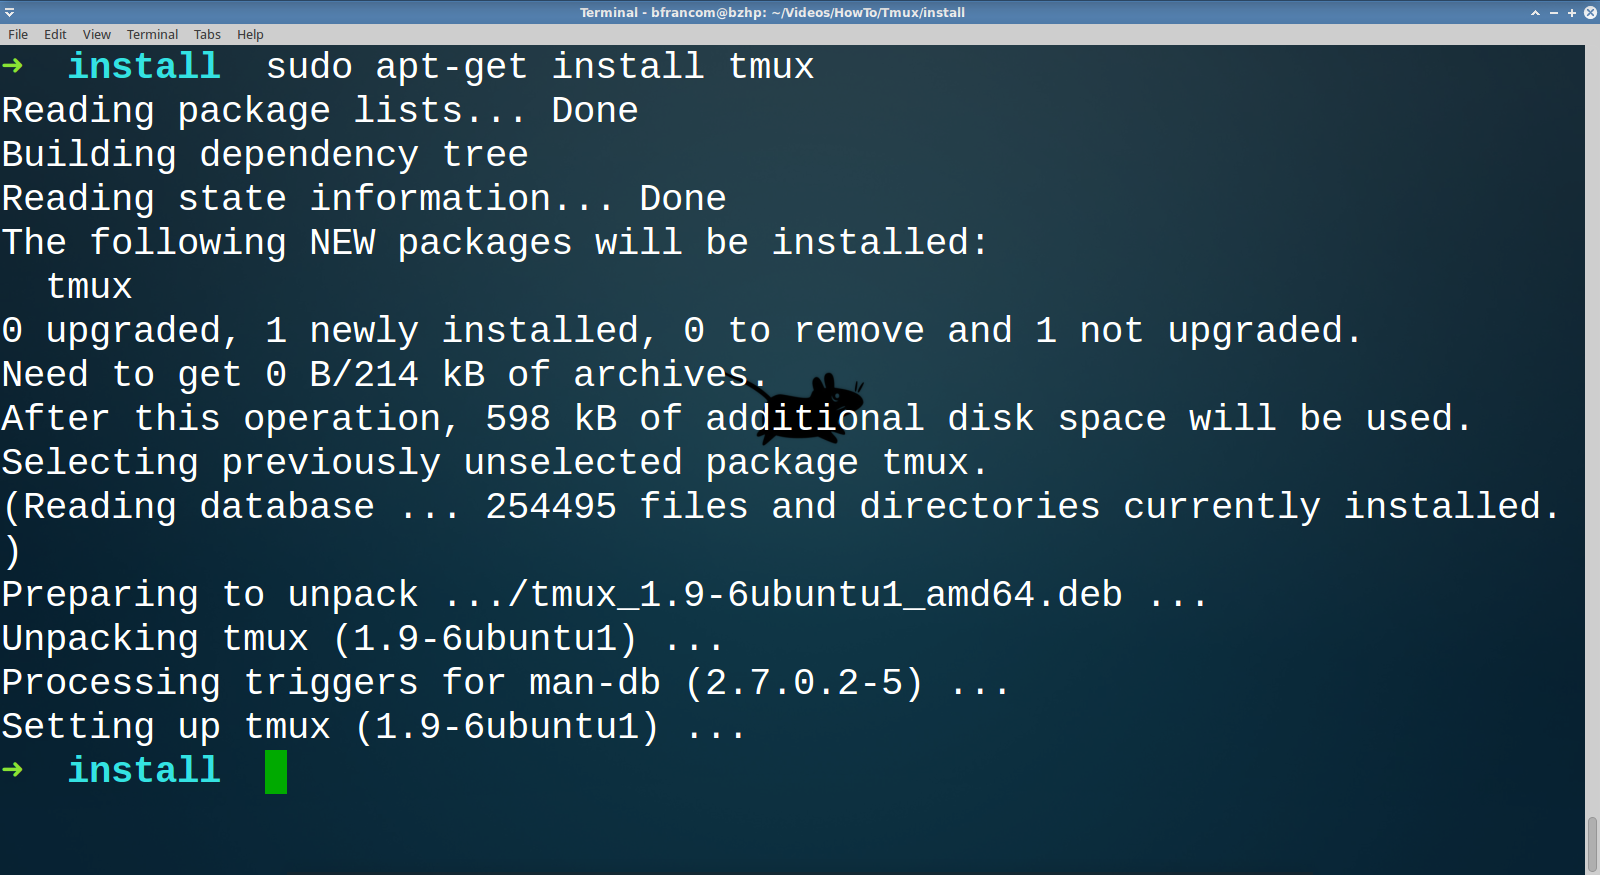 Terminal - bfrancom@bzhp: ~/Videos/HowTo/Tmux/install
File Edit View Terminal Tabs Help
➜  install  sudo apt-get install tmux
Reading package lists... Done
Building dependency tree
Reading state information... Done
The following NEW packages will be installed:
  tmux
0 upgraded, 1 newly installed, 0 to remove and 1 not upgraded.
Need to get 0 B/214 kB of archives.
After this operation, 598 kB of additional disk space will be used.
Selecting previously unselected package tmux.
(Reading database ... 254495 files and directories currently installed.
)
Preparing to unpack .../tmux_1.9-6ubuntu1_amd64.deb ...
Unpacking tmux (1.9-6ubuntu1) ...
Processing triggers for man-db (2.7.0.2-5) ...
Setting up tmux (1.9-6ubuntu1) ...
➜  install